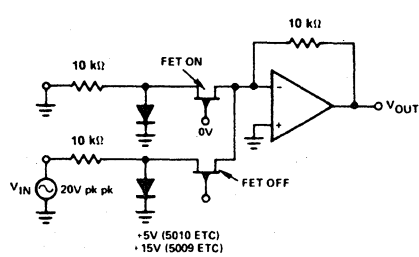 10 kΩ
FET ON
10 kΩ
0V
10 kΩ
−
+
VOUT
VIN
20V pk pk
FET OFF
+5V (5010 ETC)
+15V (5009 ETC)